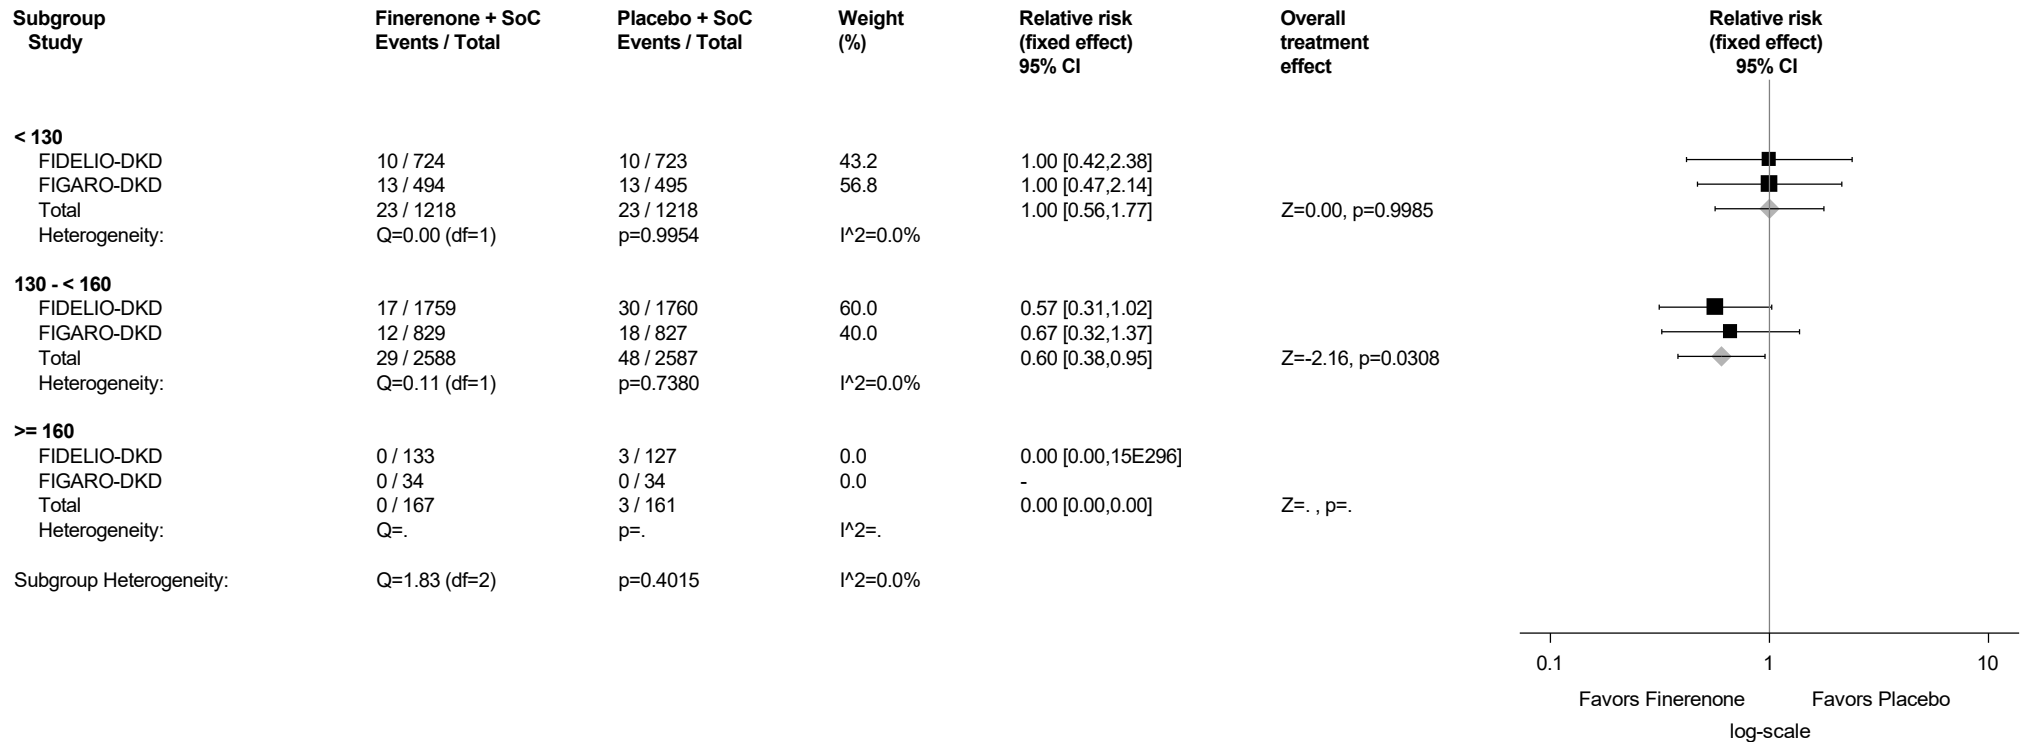 Subgroup Finerenone + SoC Placebo + SoC Weight Relative risk Overall Relative risk
Study Events / Total Events / Total (%) (fixed effect) treatment (fixed effect)
95% CI effect 95% CI
< 130
FIDELIO-DKD 10 / 724 10 / 723 43.2 1.00 [0.42,2.38]
FIGARO-DKD 13 / 494 13 / 495 56.8 1.00 [0.47,2.14]
Total 23 / 1218 23 / 1218 1.00 [0.56,1.77] Z=0.00, p=0.9985
Heterogeneity: Q=0.00 (df=1) p=0.9954 I^2=0.0%
130 - < 160
FIDELIO-DKD 17 / 1759 30 / 1760 60.0 0.57 [0.31,1.02]
FIGARO-DKD 12 / 829 18 / 827 40.0 0.67 [0.32,1.37]
Total 29 / 2588 48 / 2587 0.60 [0.38,0.95] Z=-2.16, p=0.0308
Heterogeneity: Q=0.11 (df=1) p=0.7380 I^2=0.0%
>= 160
FIDELIO-DKD 0 / 133 3 / 127 0.0 0.00 [0.00,15E296]
FIGARO-DKD 0 / 34 0 / 34 0.0 -
Total 0 / 167 3 / 161 0.00 [0.00,0.00] Z=. , p=.
Heterogeneity: Q=. p=. I^2=.
Subgroup Heterogeneity: Q=1.83 (df=2) p=0.4015 I^2=0.0%
0.1 1 10
Favors Finerenone Favors Placebo
log-scale